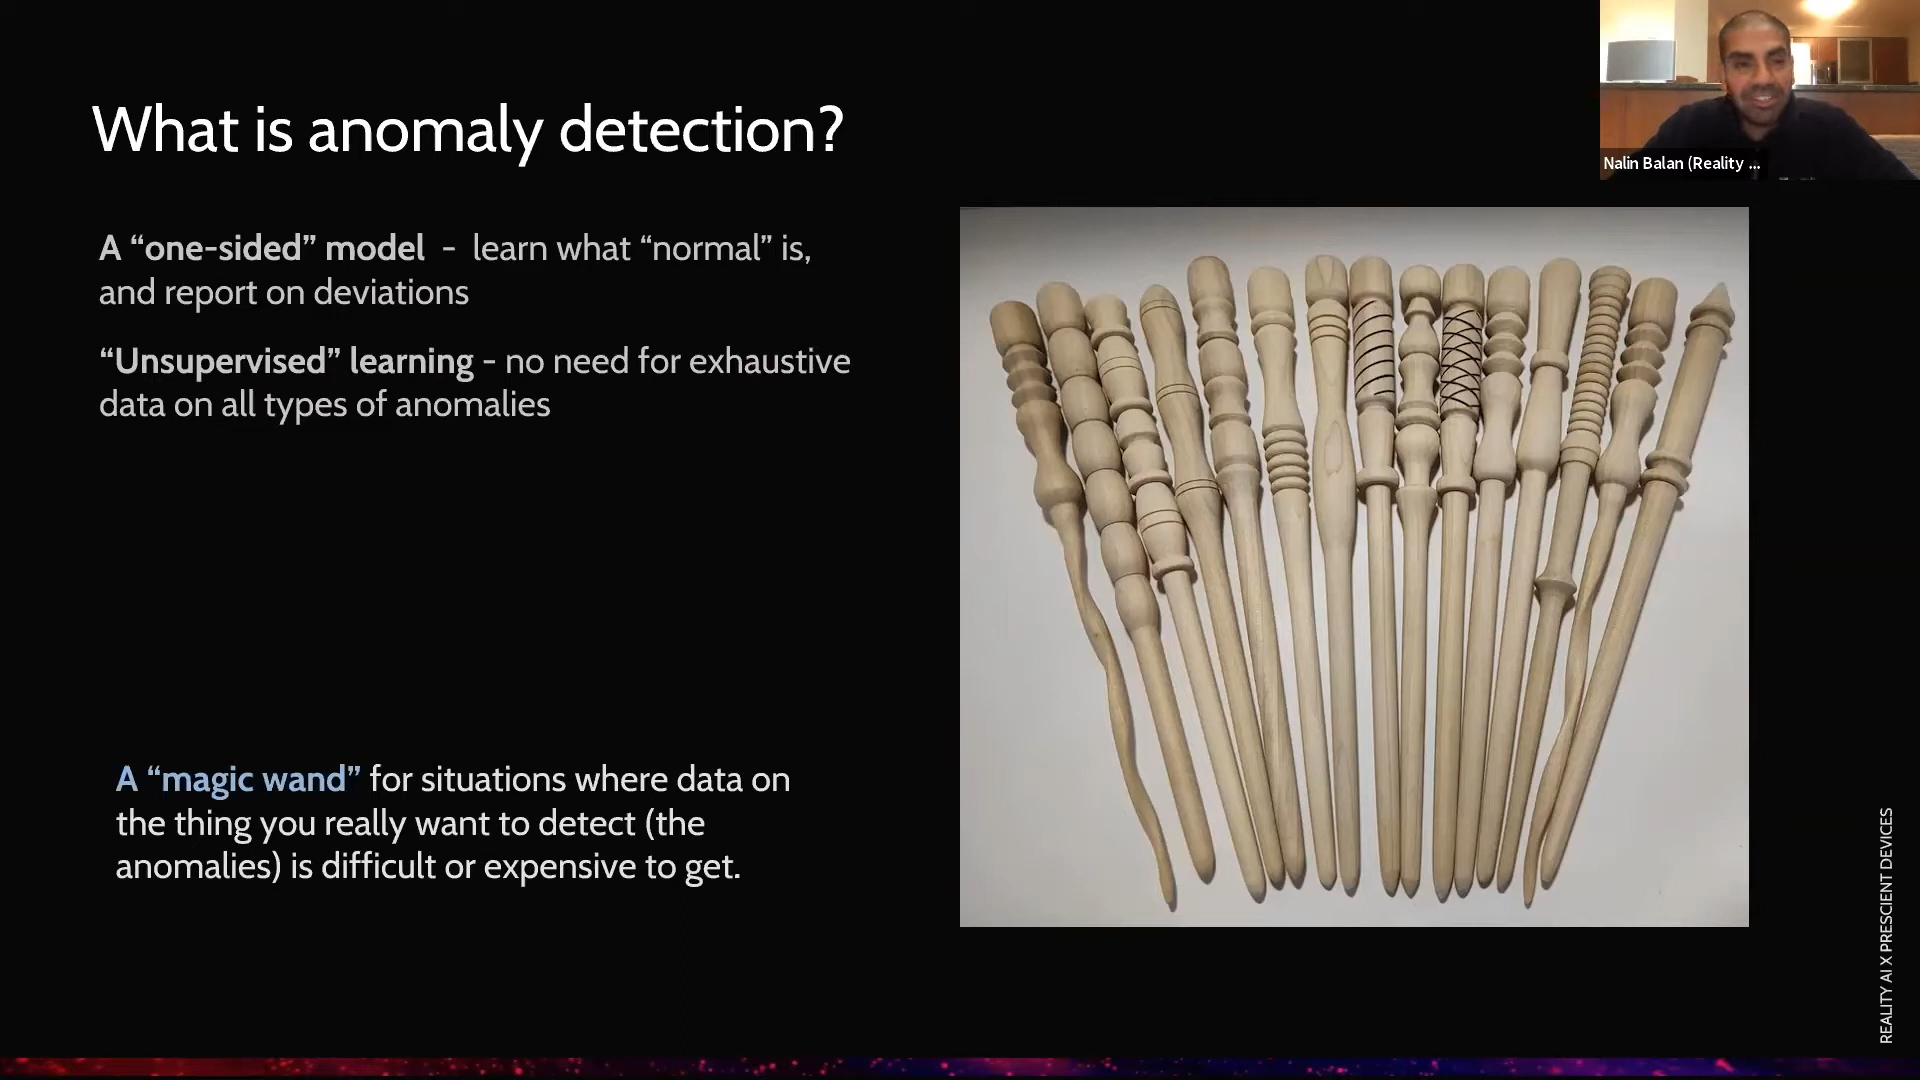 What is anomaly detection?
A “one-sided” model - learn what “normal” is,
and report on deviations
“Unsupervised” learning - no need for exhaustive
data on all types of anomalies
A “magic wand” for situations where data on
the thing you really want to detect (the
anomalies) is difficult or expensive to get.
Nalin Balan (Reality ...
REALITY AI X PRESCIENT DEVICES